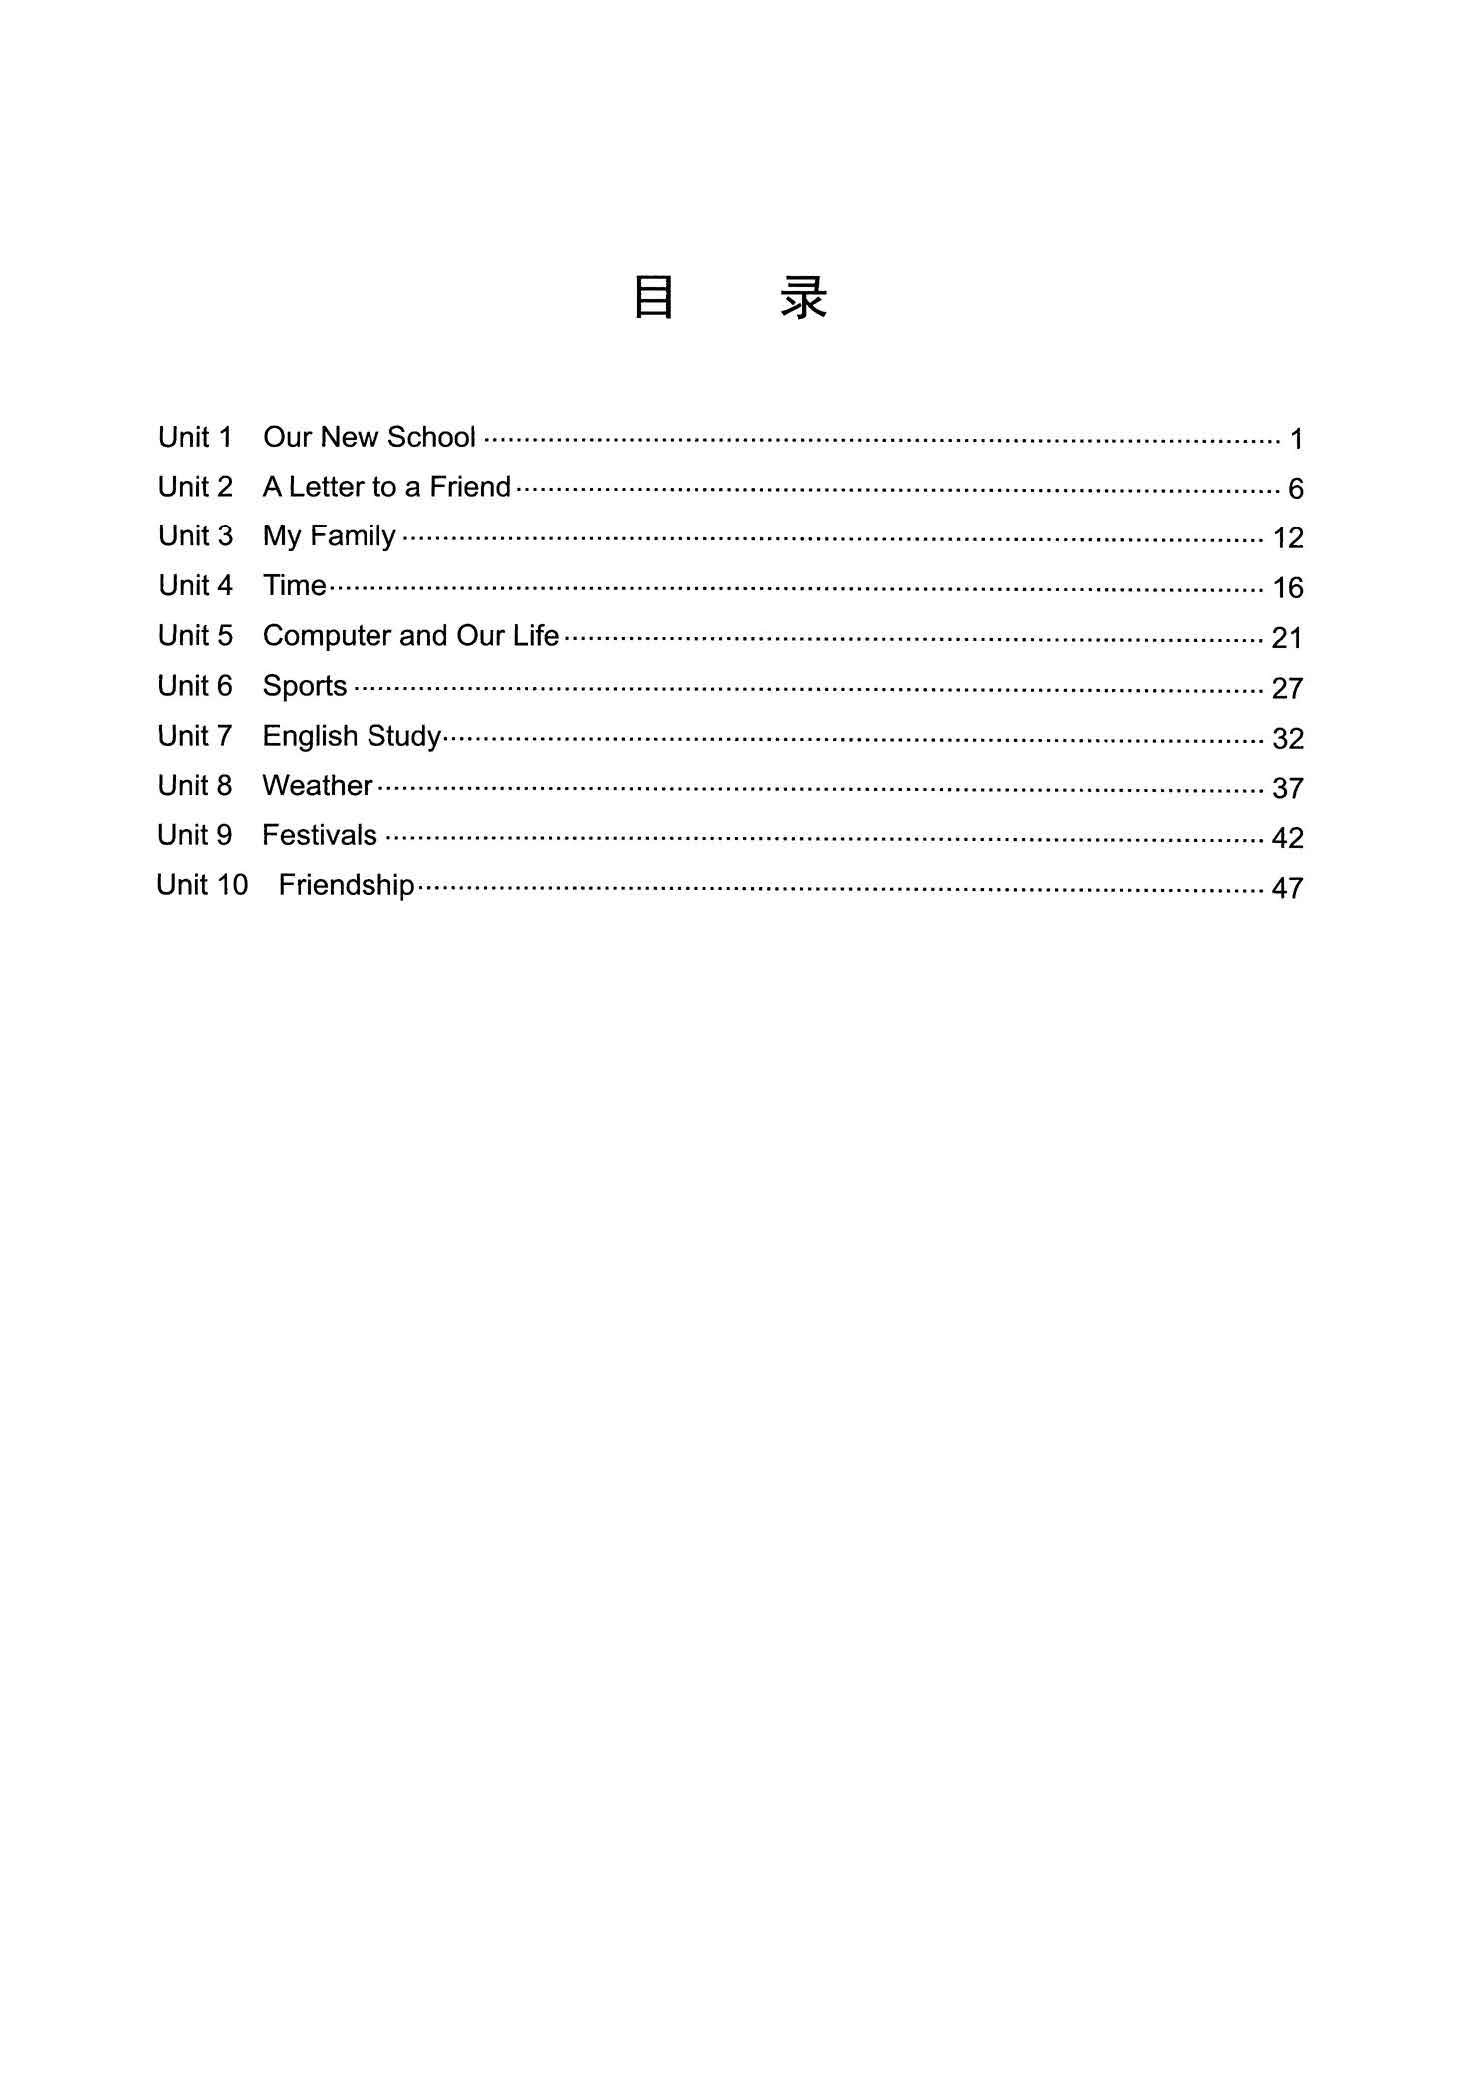 目 录
Unit 1 Our New School 1
Unit 2 A Letter to a Friend 6
Unit 3 My Family 12
Unit 4 Time 16
Unit 5 Computer and Our Life 21
Unit 6 Sports 27
Unit 7 English Study 32
Unit 8 Weather 37
Unit 9 Festivals 42
Unit 10 Friendship 47